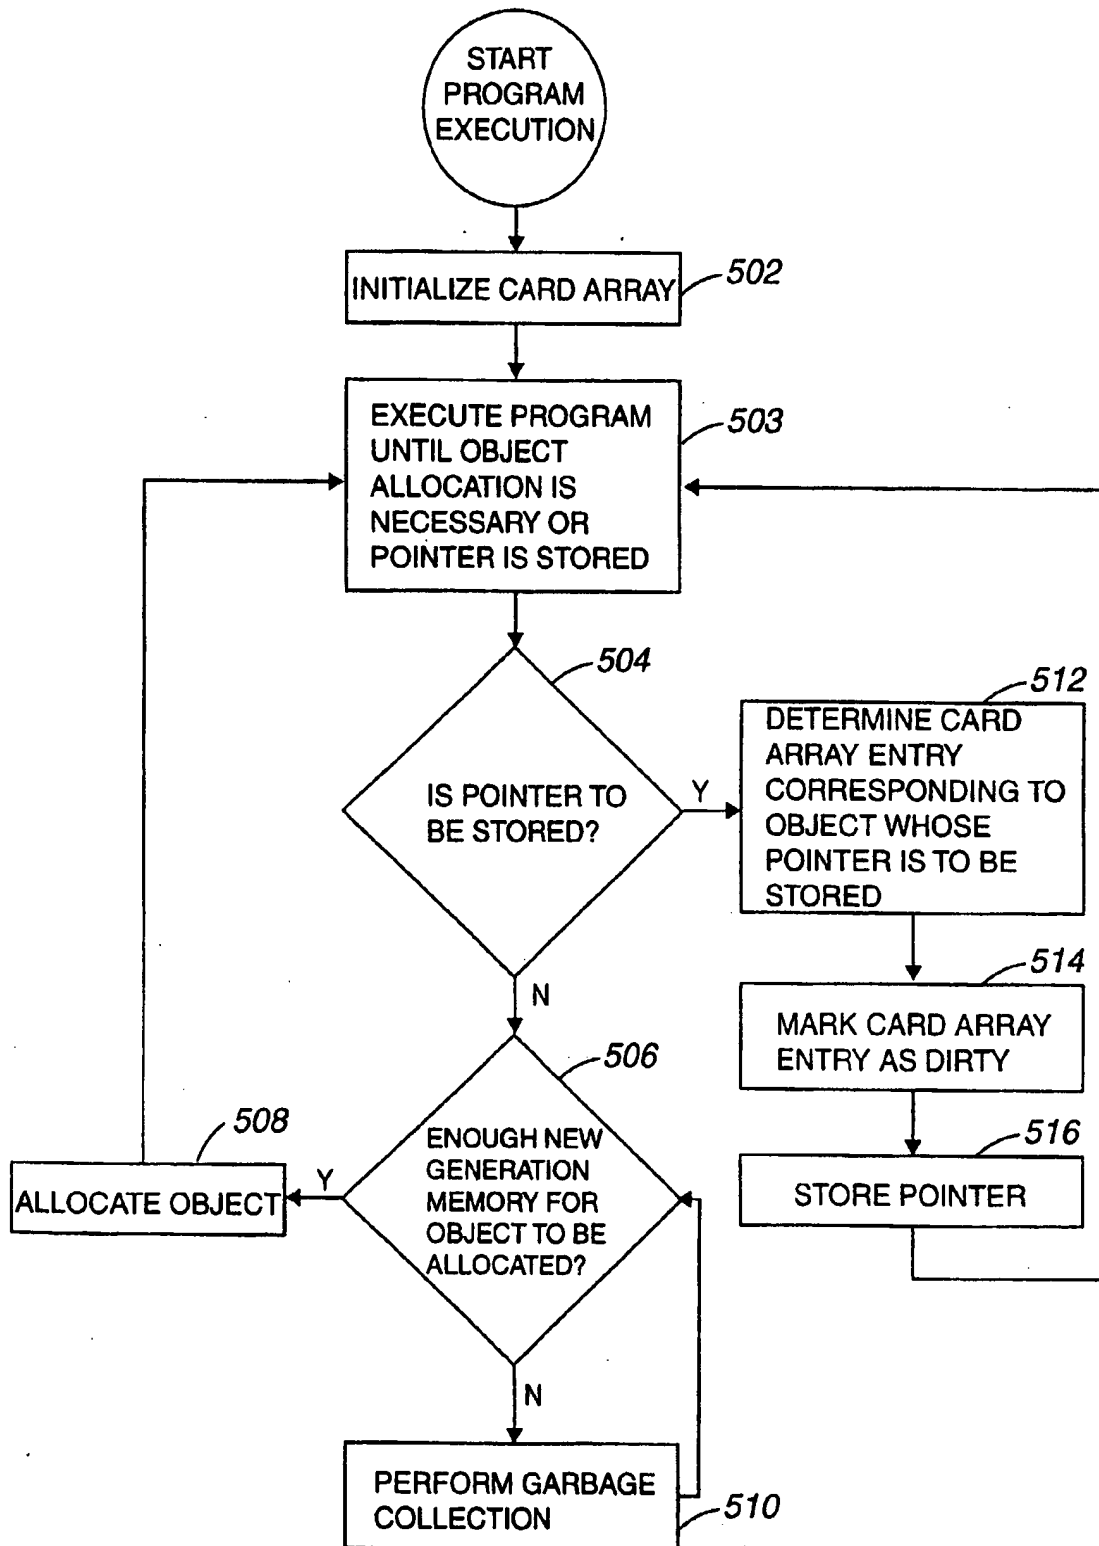 START
PROGRAM
EXECUTION
INITIALIZE CARD ARRAY
502
EXECUTE PROGRAM
UNTIL OBJECT
ALLOCATION IS
NECESSARY OR
POINTER IS STORED
503
504
IS POINTER TO
BE STORED?
Y
N
512
DETERMINE CARD
ARRAY ENTRY
CORRESPONDING TO
OBJECT WHOSE
POINTER IS TO BE
STORED
514
MARK CARD ARRAY
ENTRY AS DIRTY
516
STORE POINTER
506
ENOUGH NEW
GENERATION
MEMORY FOR
OBJECT TO BE
ALLOCATED?
Y
N
508
ALLOCATE OBJECT
PERFORM GARBAGE
COLLECTION
510